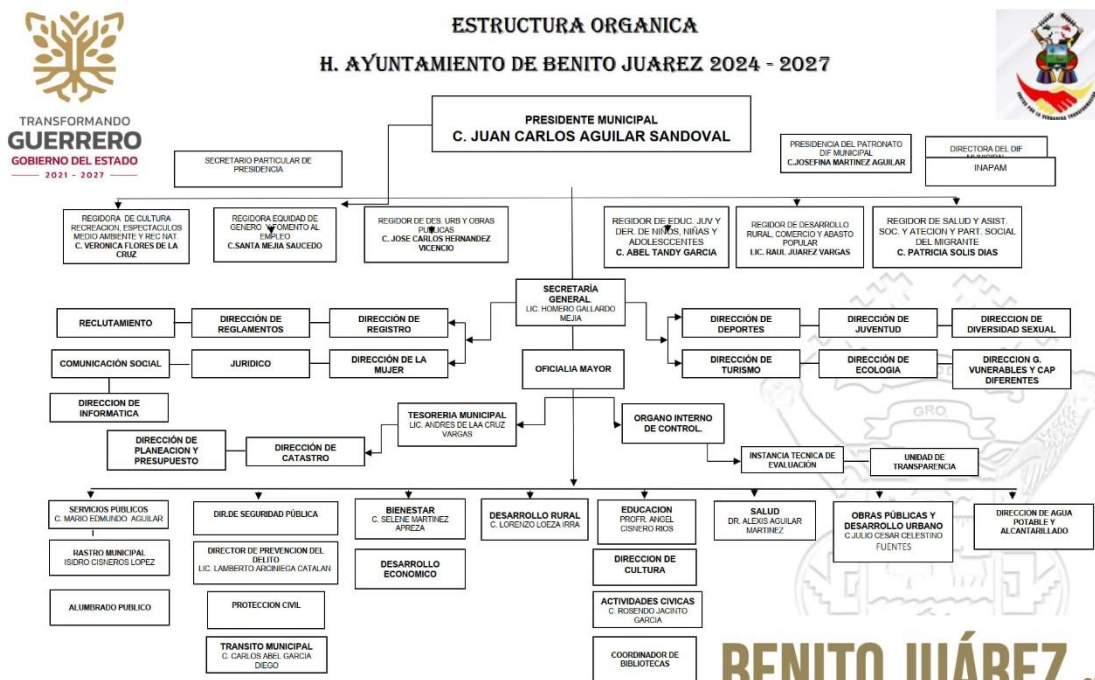 ESTRUCTURA ORGANICA
H. AYUNTAMIENTO DE BENITO JUAREZ 2024 - 2027
TRANSFORMANDO
GUERRERO
GOBIERNO DEL ESTADO
2021 - 2027
PRESIDENTE MUNICIPAL
C. JUAN CARLOS AGUILAR SANDOVAL
SECRETARIO PARTICULAR DE
PRESIDENCIA
PRESIDENCIA DEL PATRONATO
DIF MUNICIPAL
C.JOSEFINA MARTINEZ AGUILAR
DIRECTORA DEL DIF
MUNICIPAL
INAPAM
REGIDORA DE CULTURA
RECREACION, ESPECTACULOS
MEDIO AMBIENTE Y REC NAT.
C. VERONICA FLORES DE LA
CRUZ
REGIDORA EQUIDAD DE
GENERO Y FOMENTO AL
EMPLEO
C.SANTA MEJIA SAUCEDO
REGIDOR DE DES. URB Y OBRAS
PUBLICAS
C. JOSE CARLOS HERNANDEZ
VICENCIO
REGIDOR DE EDUC. JUV Y
DER. DE NIÑOS, NIÑAS Y
ADOLESCCENTES
C. ABEL TANDY GARCIA
REGIDOR DE DESARROLLO
RURAL, COMERCIO Y ABASTO
POPULAR
LIC. RAUL JUAREZ VARGAS
REGIDOR DE SALUD Y ASIST.
SOC. Y ATECION Y PART. SOCIAL
DEL MIGRANTE
C. PATRICIA SOLIS DIAS
SECRETARÍA
GENERAL
LIC. HOMERO GALLARDO
MEJIA
RECLUTAMIENTO
DIRECCIÓN DE
REGLAMENTOS
DIRECCIÓN DE
REGISTRO
DIRECCIÓN DE
DEPORTES
DIRECCIÓN DE
JUVENTUD
DIRECCION DE
DIVERSIDAD SEXUAL
COMUNICACIÓN SOCIAL
JURIDICO
DIRECCIÓN DE LA
MUJER
OFICIALIA MAYOR
DIRECCIÓN DE
TURISMO
DIRECCIÓN DE
ECOLOGIA
DIRECCION G.
VUNERABLES Y CAP
DIFERENTES
DIRECCION DE
INFORMATICA
TESORERIA MUNICIPAL
LIC. ANDRES DE LAA CRUZ
VARGAS
ORGANO INTERNO
DE CONTROL.
GRO.
DIRECCIÓN DE
PLANEACION Y
PRESUPUESTO
DIRECCIÓN DE
CATASTRO
INSTANCIA TECNICA DE
EVALUACIÓN
UNIDAD DE
TRANSPARENCIA
SERVICIOS PÚBLICOS
C. MARIO EDMUNDO AGUILAR
DIR.DE SEGURIDAD PÚBLICA
BIENESTAR
C. SELENE MARTINEZ
APREZA
DESARROLLO RURAL
C. LORENZO LOEZA IRRA
EDUCACION
PROFR. ANGEL
CISNERO RIOS
SALUD
DR. ALEXIS AGUILAR
MARTINEZ
OBRAS PÚBLICAS Y
DESARROLLO URBANO
C.JULIO CESAR CELESTINO
FUENTES
DIRECCION DE AGUA
POTABLE Y
ALCANTARILLADO
RASTRO MUNICIPAL
ISIDRO CISNEROS LOPEZ
DIRECTOR DE PREVENCION DEL
DELITO
LIC. LAMBERTO ARCINIEGA CATALAN
DESARROLLO
ECONOMICO
DIRECCION DE
CULTURA
ALUMBRADO PUBLICO
PROTECCION CIVIL
ACTIVIDADES CIVICAS
C. ROSENDO JACINTO
GARCIA
TRANSITO MUNICIPAL
C. CARLOS ABEL GARCIA
DIEGO
COORDINADOR DE
BIBLIOTECAS
BENITO JUÁREZ